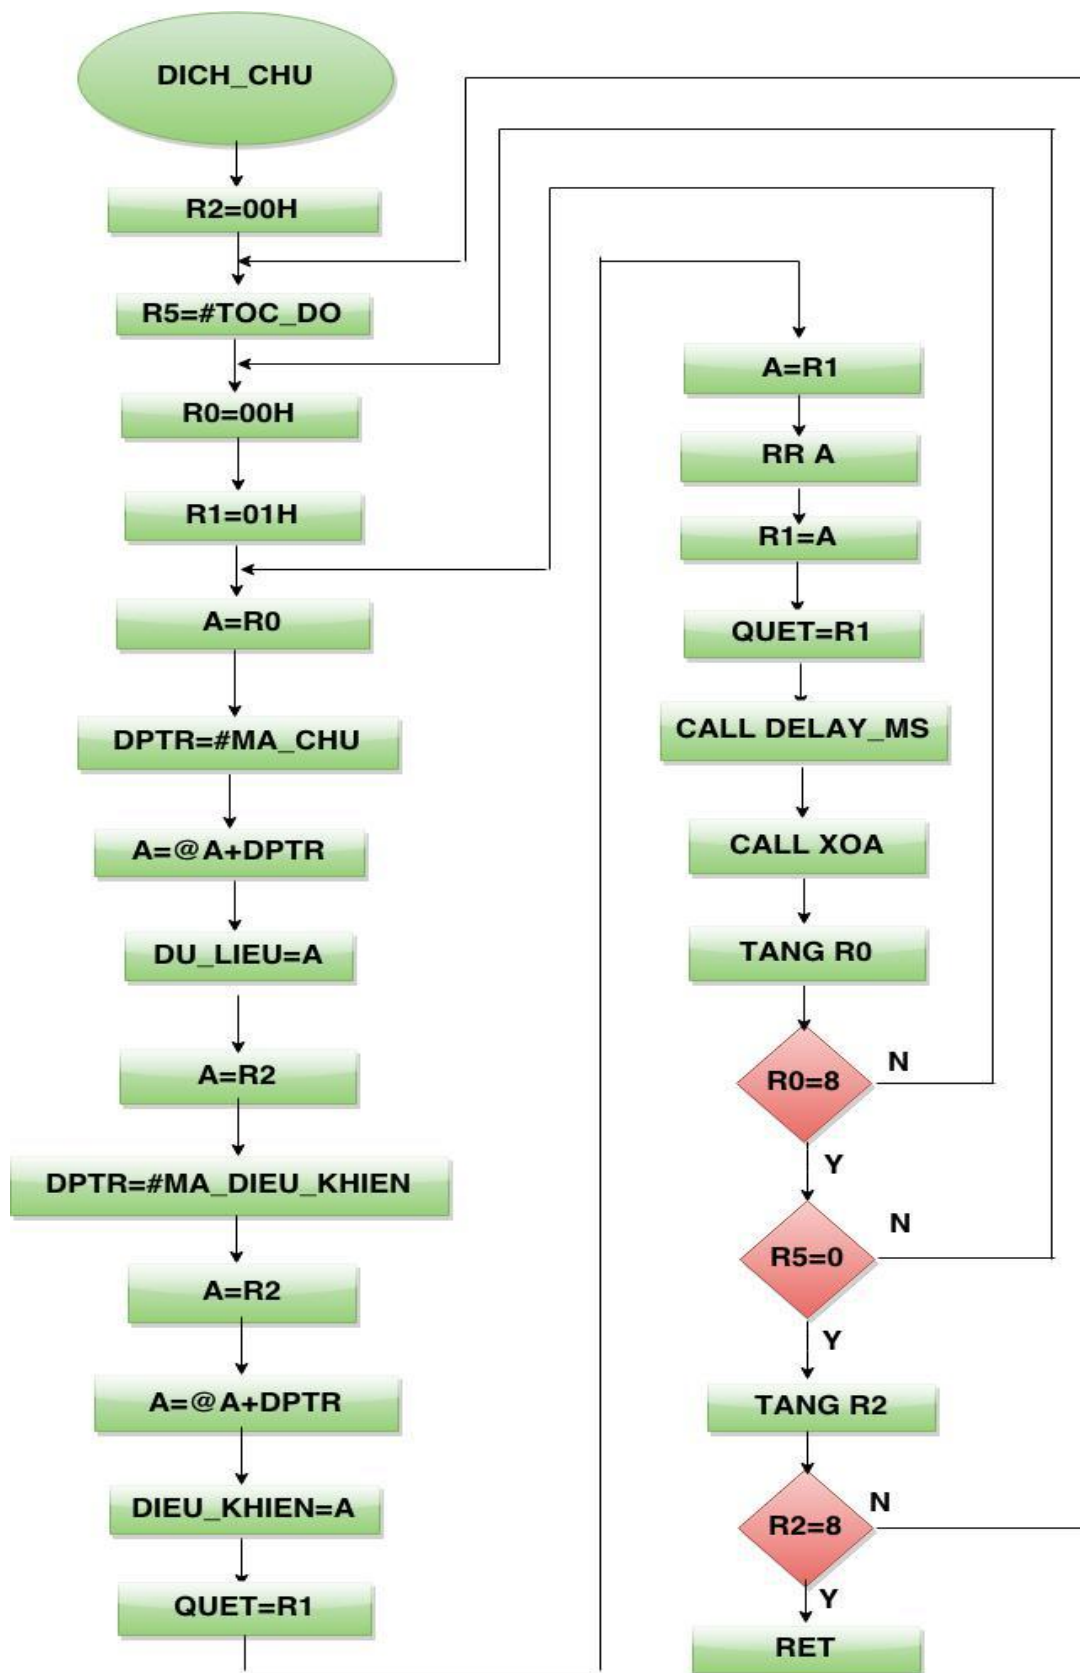 DICH_CHU
R2=00H
R5=#TOC_DO
R0=00H
R1=01H
A=R0
DPTR=#MA_CHU
A=@A+DPTR
DU_LIEU=A
A=R2
DPTR=#MA_DIEU_KHIEN
A=R2
A=@A+DPTR
DIEU_KHIEN=A
QUET=R1
A=R1
RR A
R1=A
QUET=R1
CALL DELAY_MS
CALL XOA
TANG R0
R0=8
N
Y
R5=0
N
Y
TANG R2
R2=8
N
Y
RET